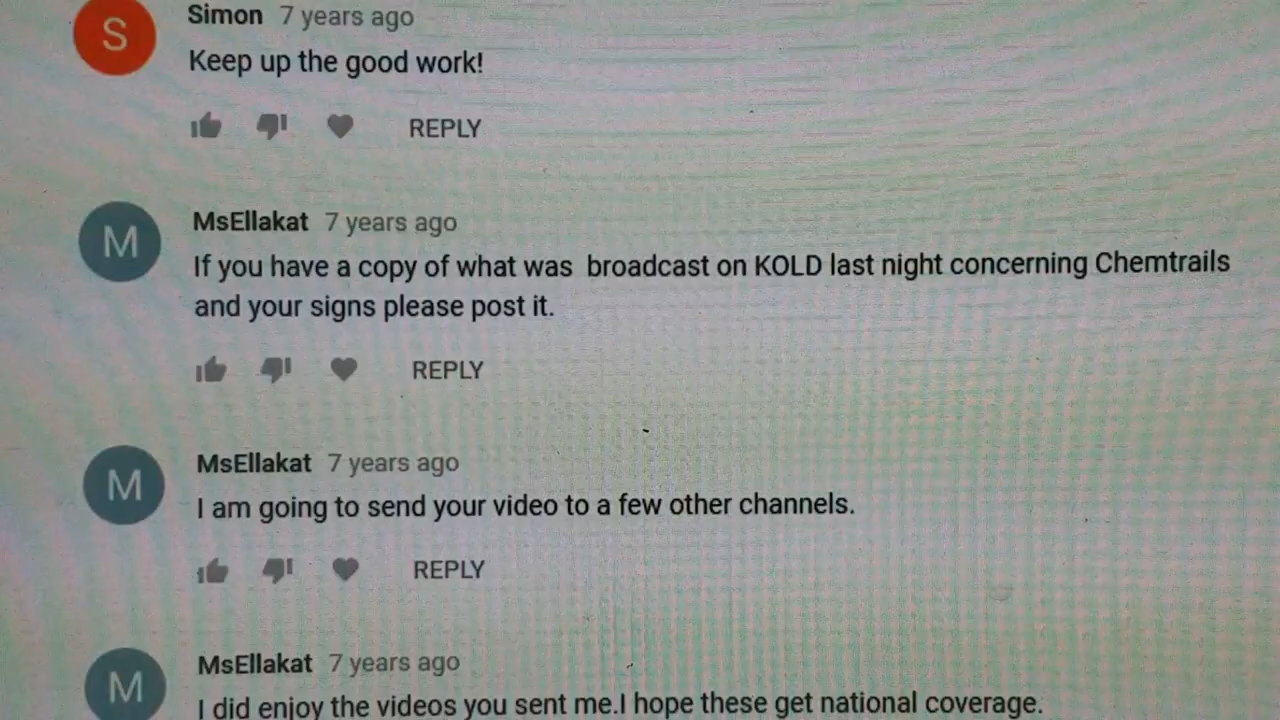 S
Simon 7 years ago
Keep up the good work!
REPLY
M
MsEllakat 7 years ago
If you have a copy of what was  broadcast on KOLD last night concerning Chemtrails
and your signs please post it.
REPLY
M
MsEllakat 7 years ago
I am going to send your video to a few other channels.
REPLY
M
MsEllakat 7 years ago
I did enjoy the videos you sent me.I hope these get national coverage.